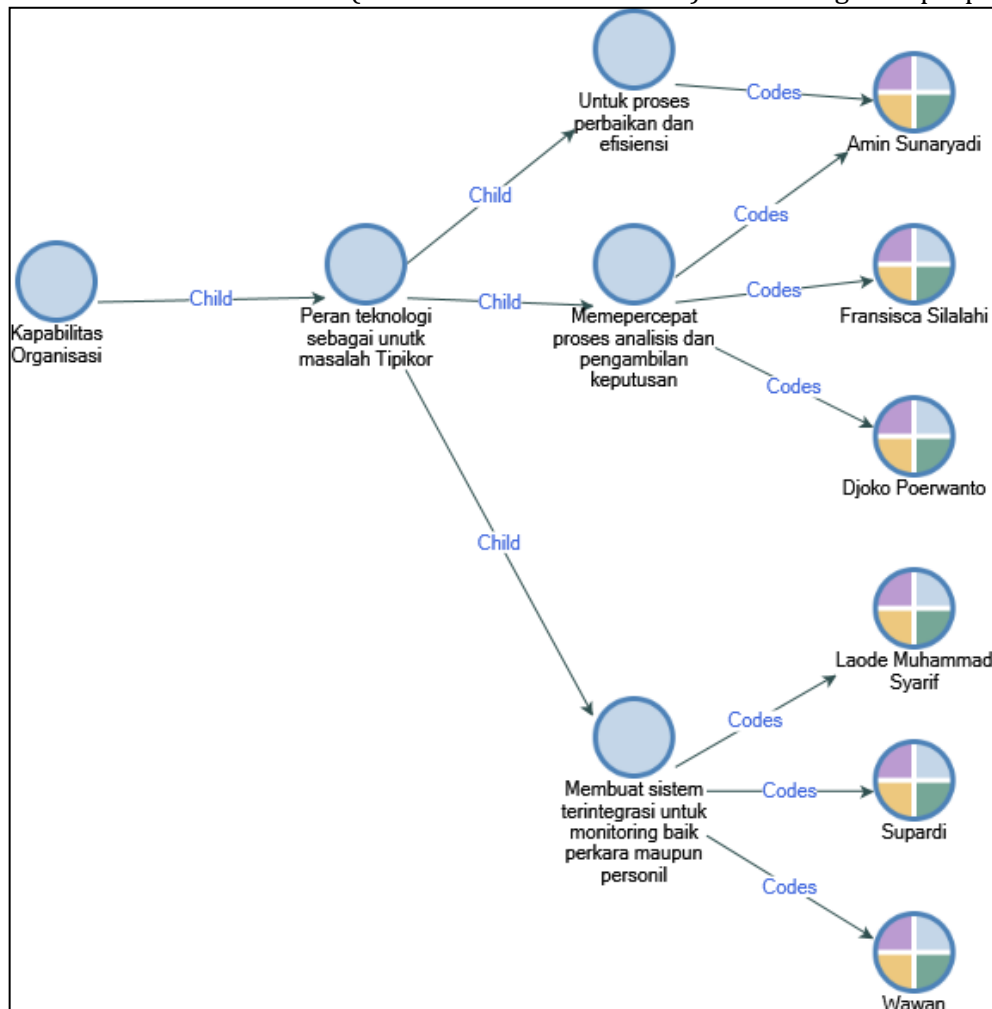 Untuk proses
perbaikan dan
efisiensi
Codes
Amin Sunaryadi
Child
Codes
Kapabilitas
Organisasi
Child
Peran teknologi
sebagai unutk
masalah Tipikor
Child
Memepercepat
proses analisis dan
pengambilan
keputusan
Codes
Fransisca Silalahi
Codes
Djoko Poerwanto
Child
Laode Muhammad
Syarif
Codes
Membuat sistem
terintegrasi untuk
monitoring baik
perkara maupun
personil
Codes
Supardi
Codes
Wawan